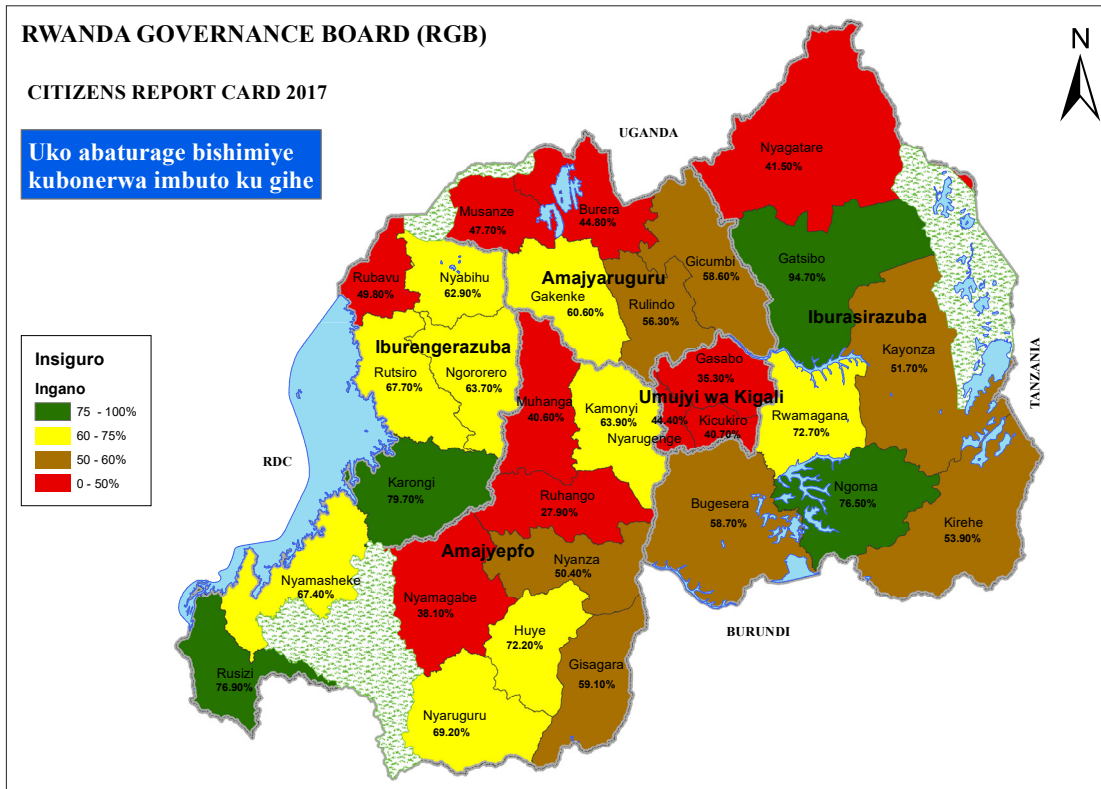 RWANDA GOVERNANCE BOARD (RGB)
CITIZENS REPORT CARD 2017
Uko abaturage bishimiye
kubonerwa imbuto ku gihe
N
UGANDA
TANZANIA
BURUNDI
RDC
Insiguro
Ingano
75 - 100%
60 - 75%
50 - 60%
0 - 50%
Nyagatare
41.50%
Musanze
47.70%
Burera
44.80%
Gicumbi
58.60%
Gatsibo
94.70%
Rubavu
49.80%
Nyabihu
62.90%
Amajyaruguru
Gakenke
60.60%
Rulindo
56.30%
Iburasirazuba
Kayonza
51.70%
Iburengerazuba
Rutsiro
67.70%
Ngororero
63.70%
Gasabo
35.30%
Umujyi wa Kigali
Muhanga
40.60%
Kamonyi
63.90%
Nyarugenge
44.40%
Kicukiro
40.70%
Rwamagana
72.70%
Karongi
79.70%
Ruhango
27.90%
Bugesera
58.70%
Ngoma
76.50%
Kirehe
53.90%
Amajyepfo
Nyanza
50.40%
Nyamasheke
67.40%
Nyamagabe
38.10%
Huye
72.20%
Gisagara
59.10%
Rusizi
76.90%
Nyaruguru
69.20%